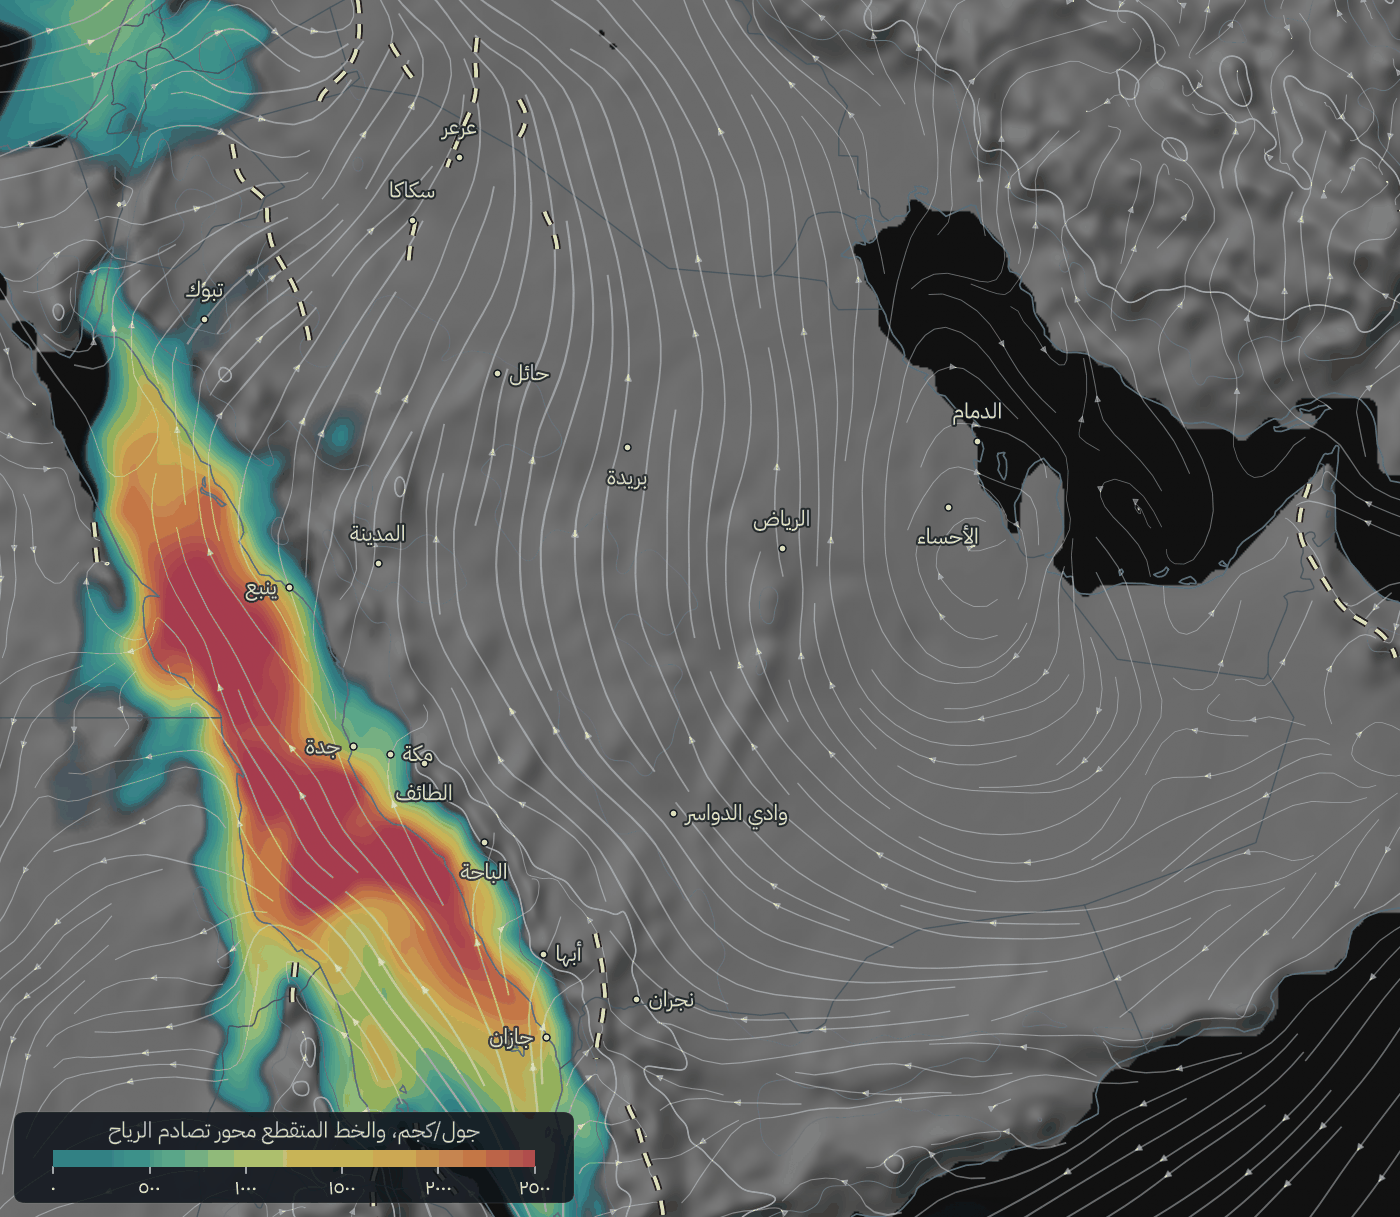 عرعر
سكاكا
تبوك
حائل
الدمام
بريدة
الرياض
الأحساء
المدينة
ينبع
جدة
مكة
الطائف
وادي الدواسر
الباحة
أبها
نجران
جازان
جول/كجم، والخط المتقطع محور تصادم الرياح
٠ ٥٠٠ ١٠٠٠ ١٥٠٠ ٢٠٠٠ ٢٥٠٠